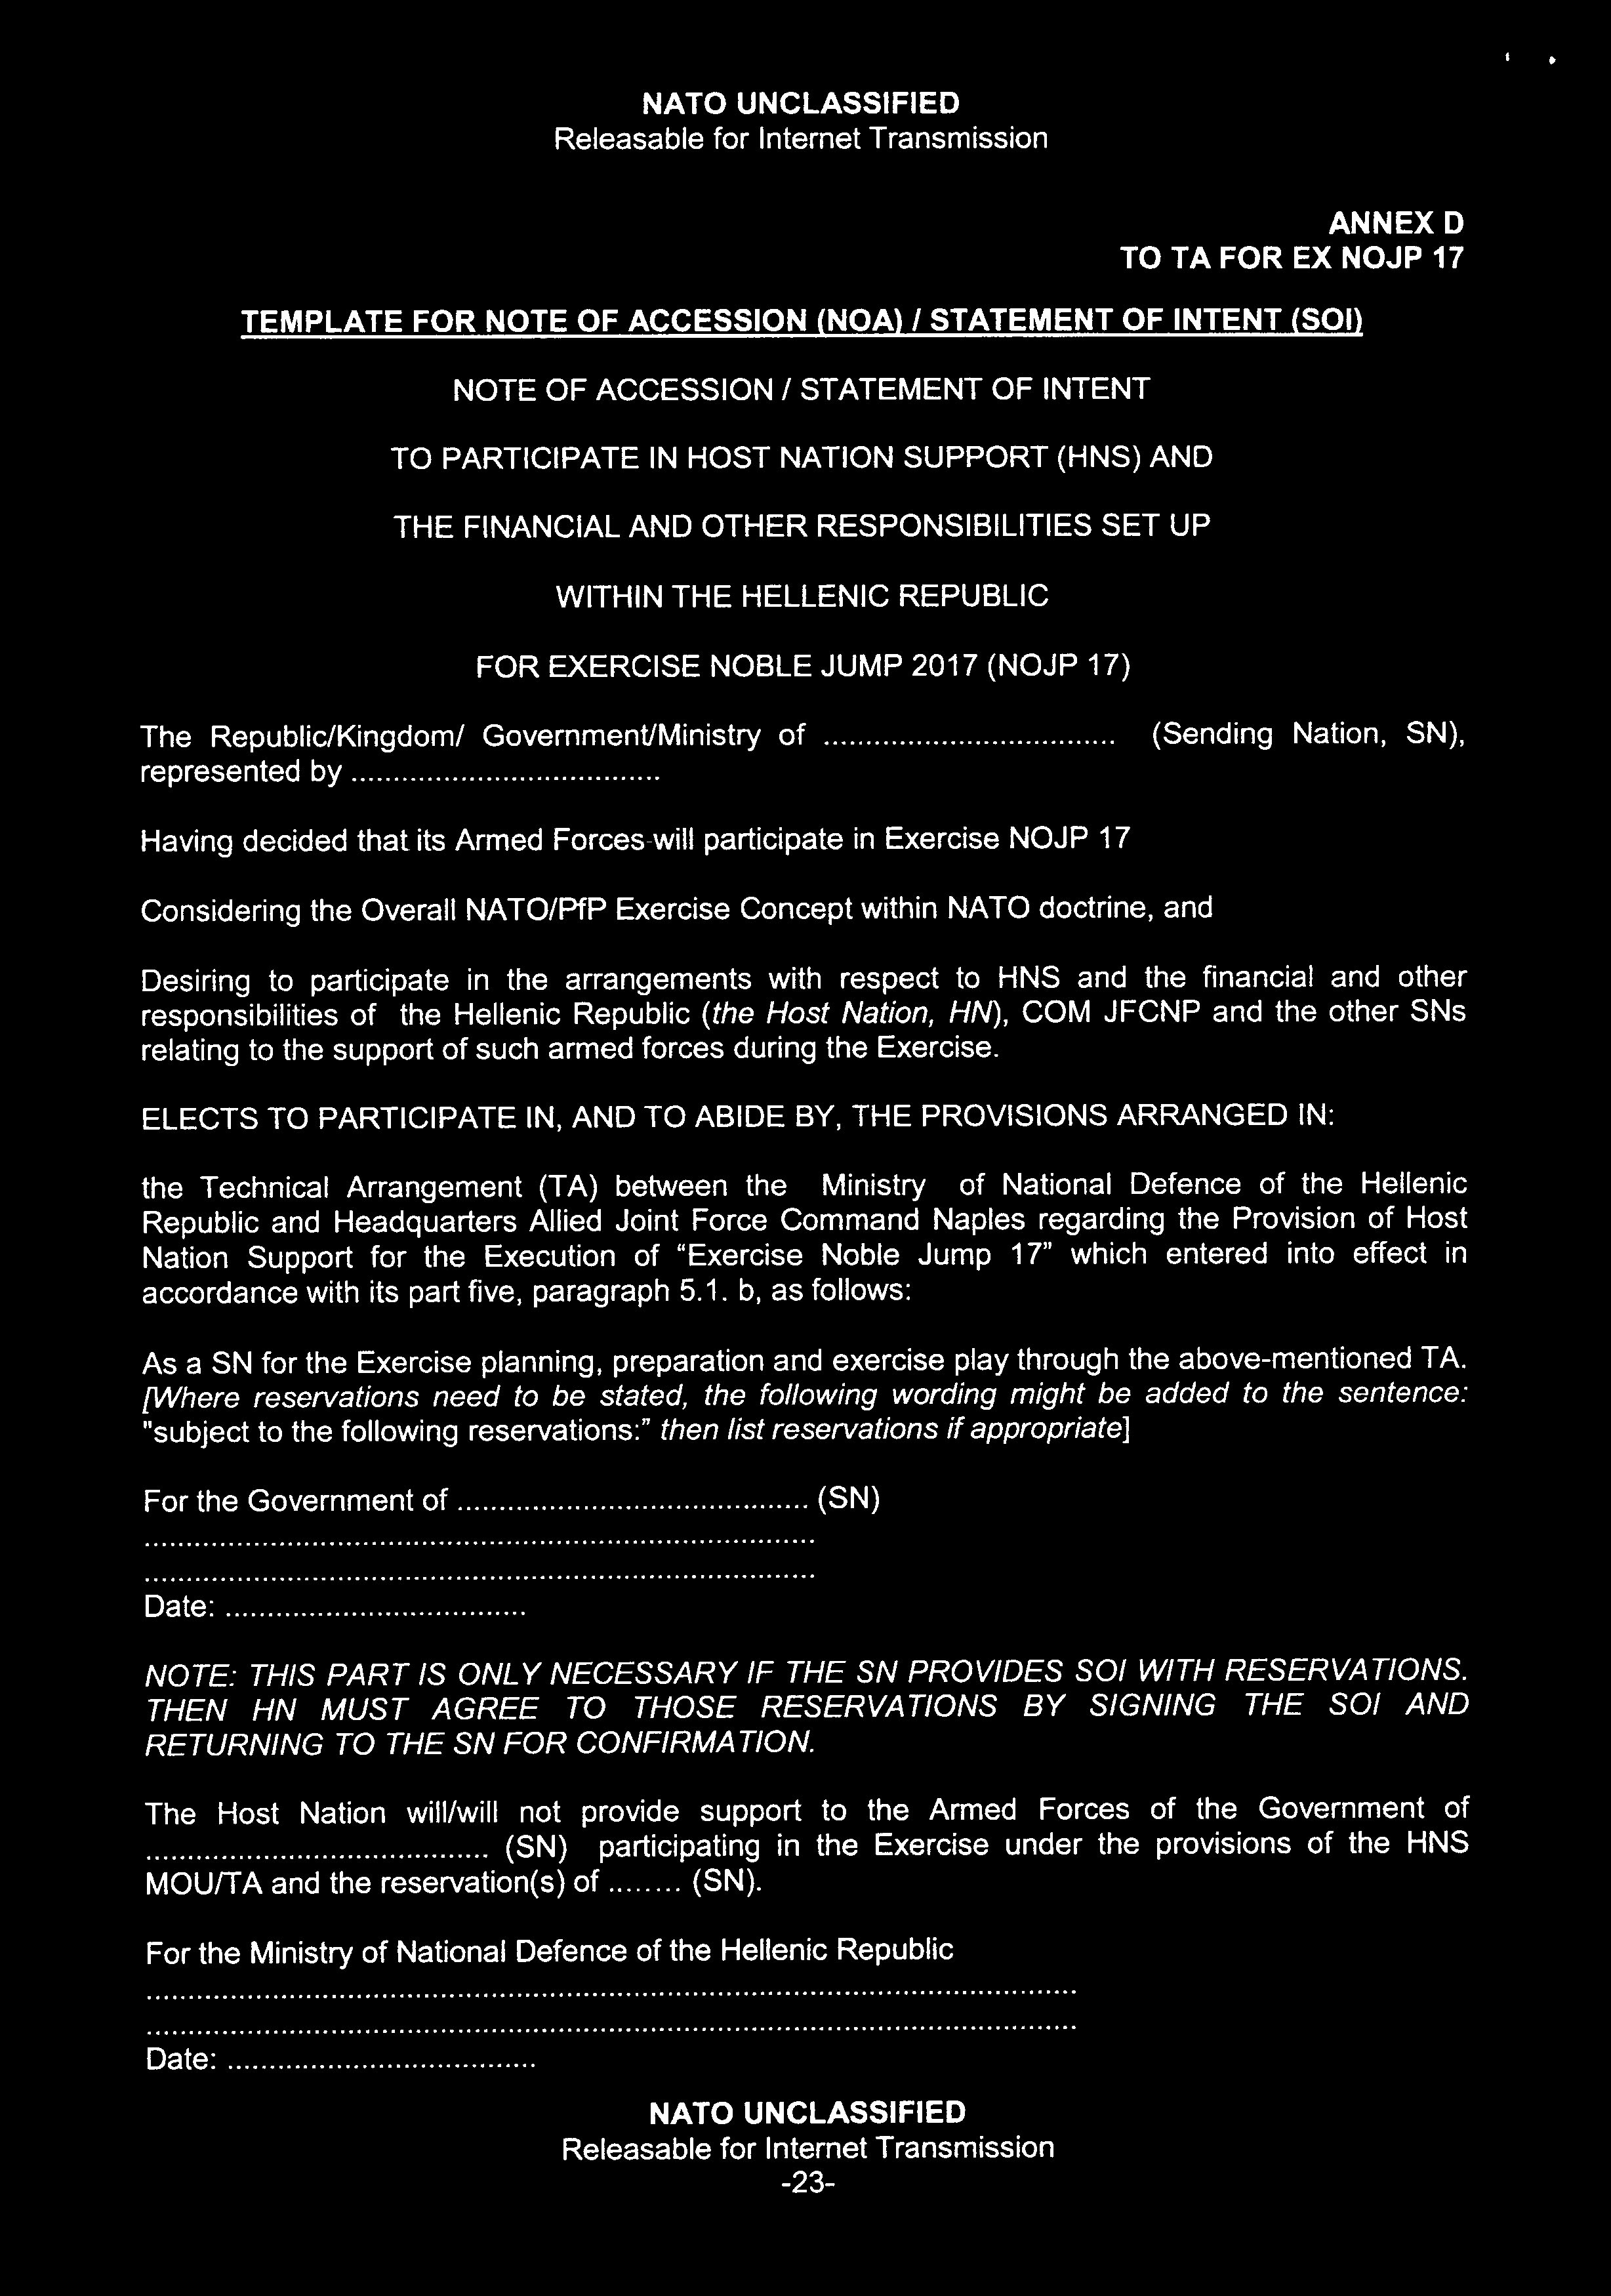 NATO UNCLASSIFIED
Releasable for Internet Transmission
ANNEX D
TO TA FOR EX NOJP 17
TEMPLATE FOR NOTE OF ACCESSION (NOA) / STATEMENT OF INTENT (SOI)
NOTE OF ACCESSION / STATEMENT OF INTENT
TO PARTICIPATE IN HOST NATION SUPPORT (HNS) AND
THE FINANCIAL AND OTHER RESPONSIBILITIES SET UP
WITHIN THE HELLENIC REPUBLIC
FOR EXERCISE NOBLE JUMP 2017 (NOJP 17)
The Republic/Kingdom/ Government/Ministry of ................................... (Sending Nation, SN),
represented by .....................................
Having decided that its Armed Forces-will participate in Exercise NOJP 17
Considering the Overall NATO/PfP Exercise Concept within NATO doctrine, and
Desiring to participate in the arrangements with respect to HNS and the financial and other
responsibilities of the Hellenic Republic (the Host Nation, HN), COM JFCNP and the other SNs
relating to the support of such armed forces during the Exercise.
ELECTS TO PARTICIPATE IN, AND TO ABIDE BY, THE PROVISIONS ARRANGED IN:
the Technical Arrangement (TA) between the Ministry of National Defence of the Hellenic
Republic and Headquarters Allied Joint Force Command Naples regarding the Provision of Host
Nation Support for the Execution of “Exercise Noble Jump 17” which entered into effect in
accordance with its part five, paragraph 5.1. b, as follows:
As a SN for the Exercise planning, preparation and exercise play through the above-mentioned TA.
[Where reservations need to be stated, the following wording might be added to the sentence:
"subject to the following reservations:” then list reservations if appropriate]
For the Government of .......................................... (SN)
................................................................................
................................................................................
Date: ....................................
NOTE: THIS PART IS ONLY NECESSARY IF THE SN PROVIDES SOI WITH RESERVATIONS.
THEN HN MUST AGREE TO THOSE RESERVATIONS BY SIGNING THE SOI AND
RETURNING TO THE SN FOR CONFIRMATION.
The Host Nation will/will not provide support to the Armed Forces of the Government of
......................................... (SN) participating in the Exercise under the provisions of the HNS
MOU/TA and the reservation(s) of ........ (SN).
For the Ministry of National Defence of the Hellenic Republic
...............................................................................................................
...............................................................................................................
Date: .....................................
NATO UNCLASSIFIED
Releasable for Internet Transmission
-23-